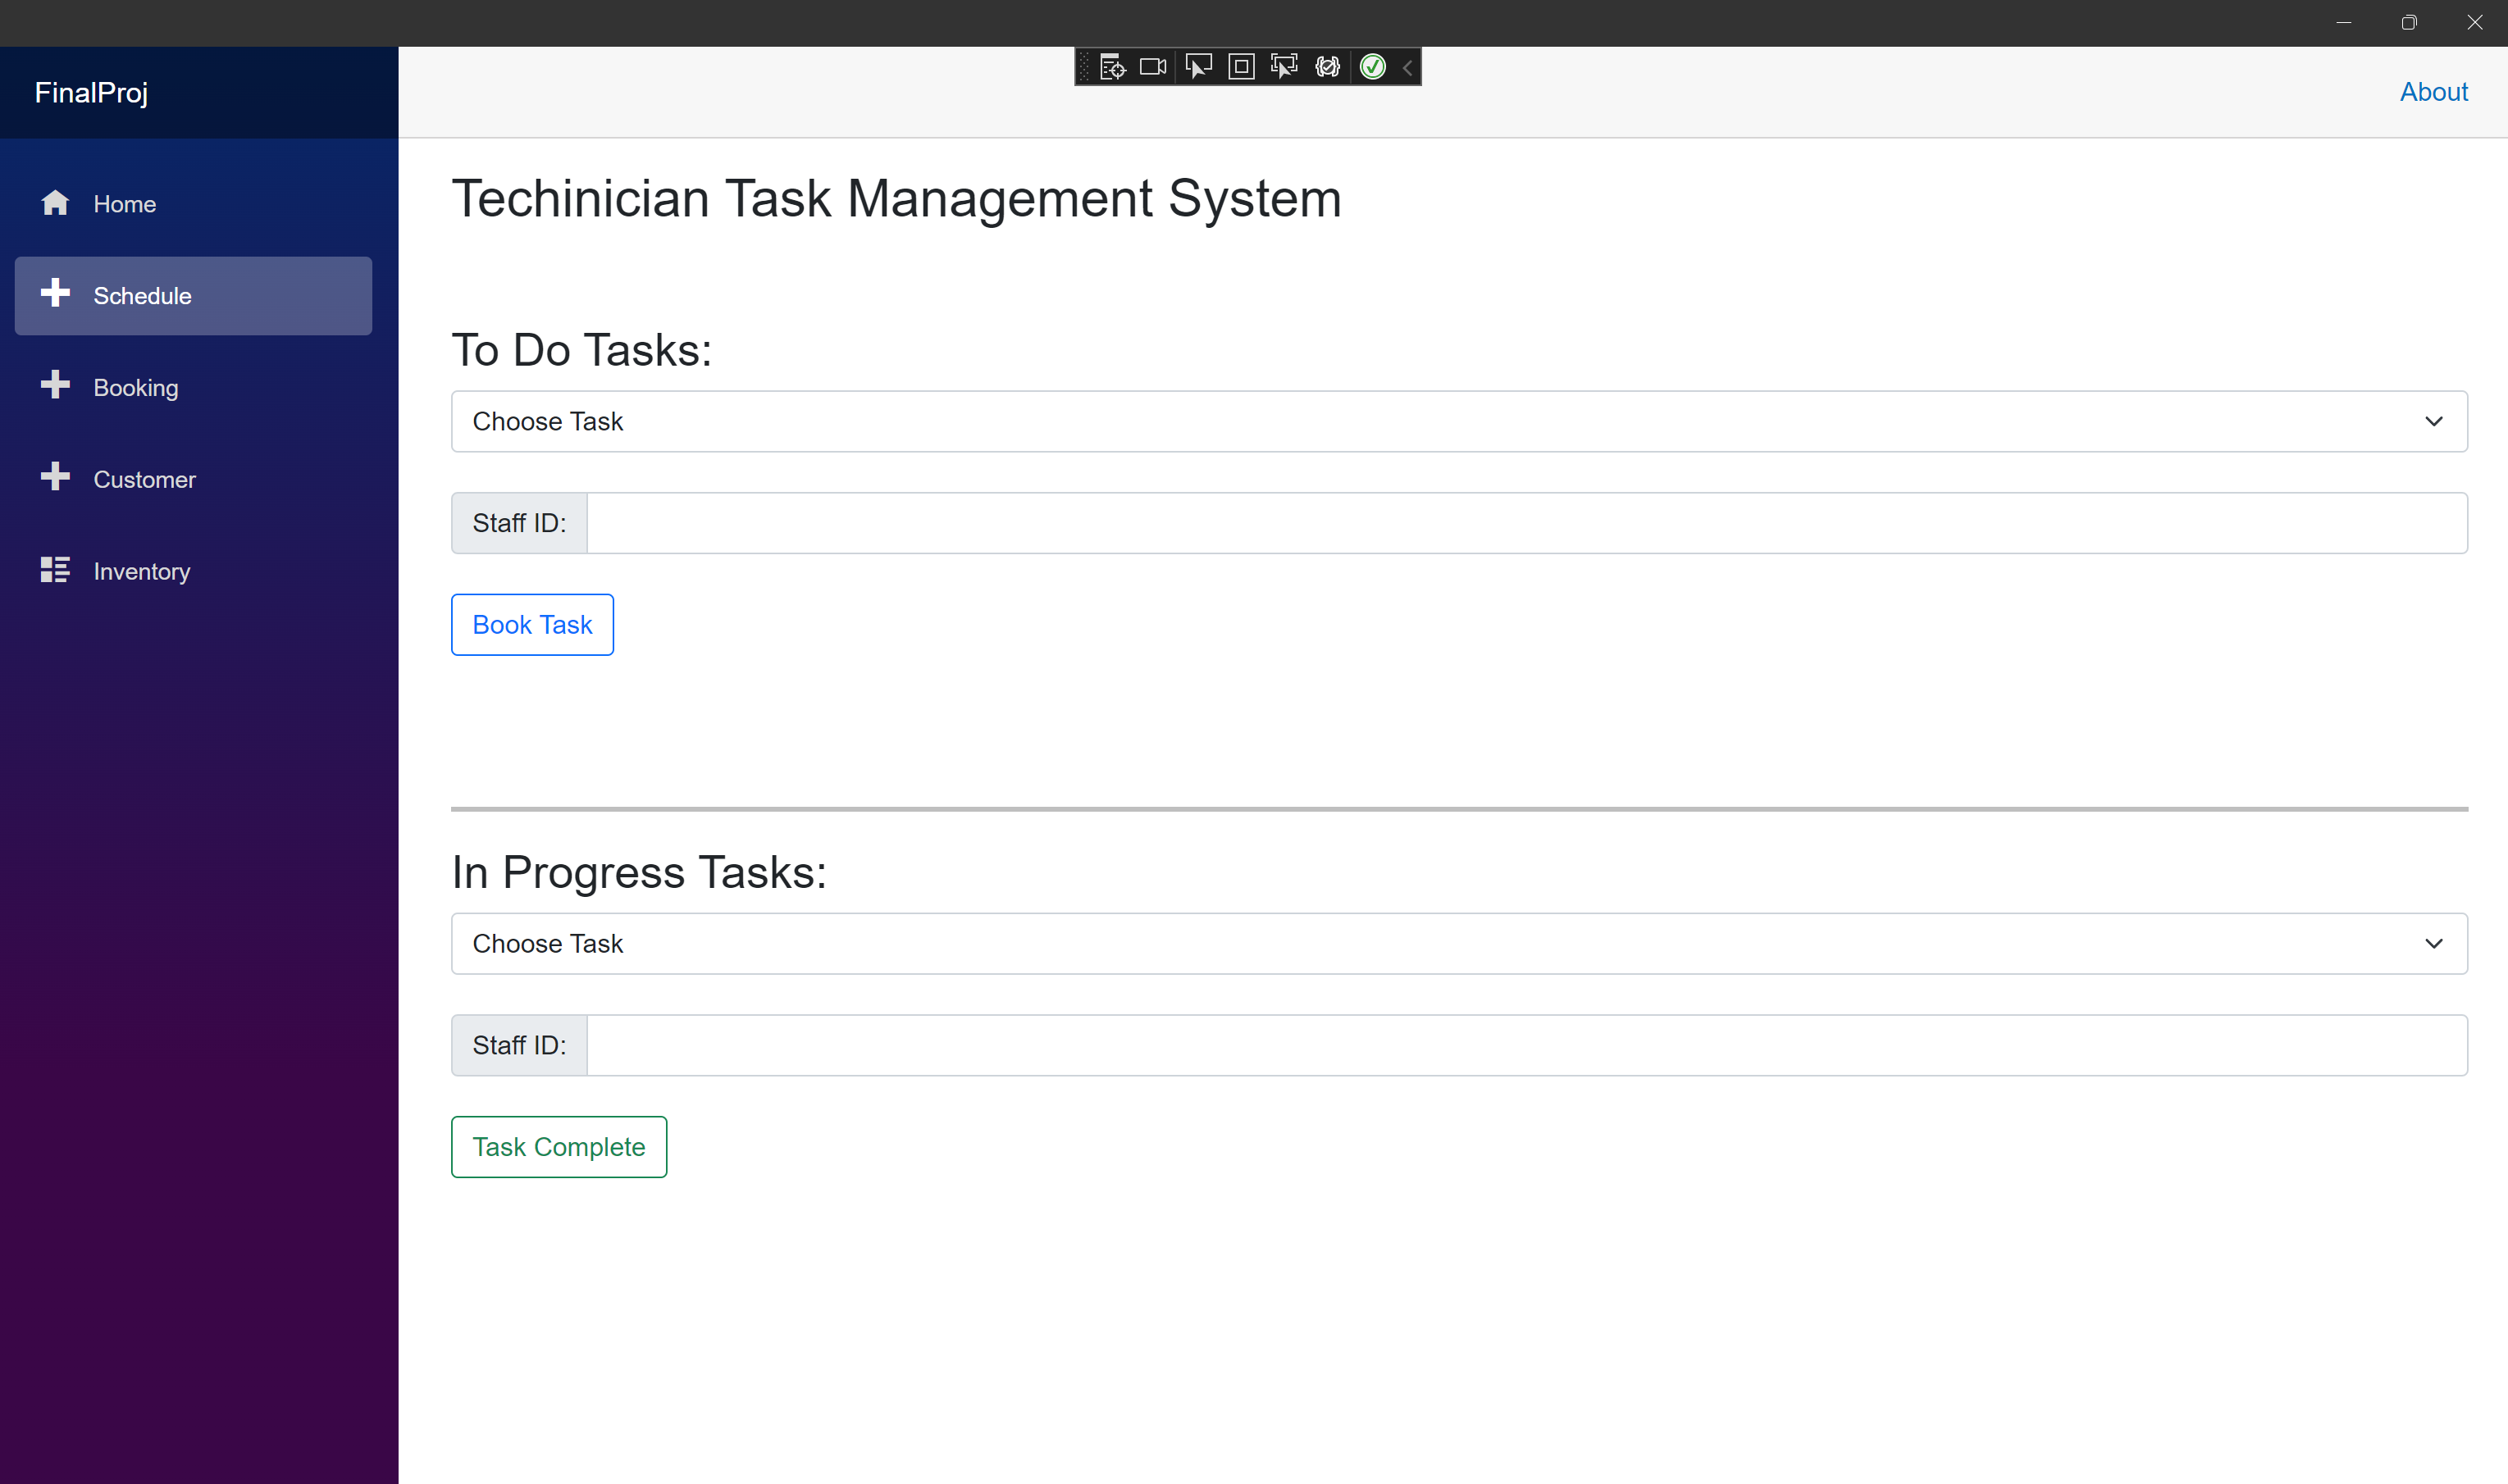 FinalProj
About
Home
Schedule
Booking
Customer
Inventory
Techinician Task Management System
To Do Tasks:
Choose Task
Staff ID:
Book Task
In Progress Tasks:
Choose Task
Staff ID:
Task Complete